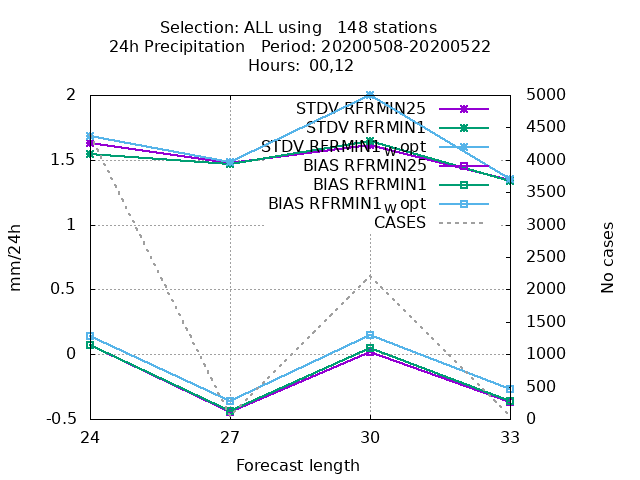 Selection: ALL using   148 stations
24h Precipitation   Period: 20200508-20200522
Hours: 00,12
2
1.5
1
0.5
0
-0.5
mm/24h
STDV RFRMIN25
STDV RFRMIN1
STDV RFRMIN1_W opt
BIAS RFRMIN25
BIAS RFRMIN1
BIAS RFRMIN1_W opt
CASES
5000
4500
4000
3500
3000
2500
2000
1500
1000
500
0
No cases
24 27 30 33
Forecast length